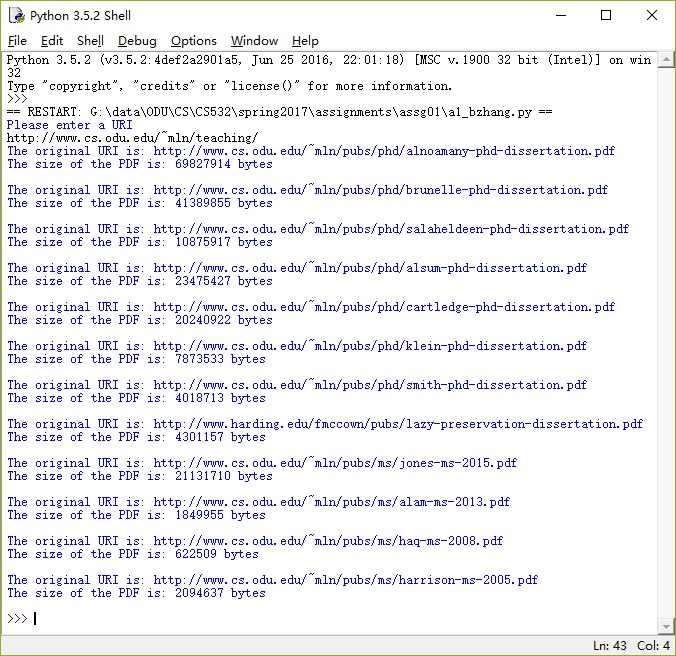 Python 3.5.2 Shell
File Edit Shell Debug Options Window Help
Python 3.5.2 (v3.5.2:4def2a2901a5, Jun 25 2016, 22:01:18) [MSC v.1900 32 bit (Intel)] on win
32
Type "copyright", "credits" or "license()" for more information.
>>>
== RESTART: G:\data\ODU\CS\CS532\spring2017\assignments\assg01\a1_bzhang.py ==
Please enter a URI
http://www.cs.odu.edu/~mln/teaching/
The original URI is: http://www.cs.odu.edu/~mln/pubs/phd/alnoamany-phd-dissertation.pdf
The size of the PDF is: 69827914 bytes
The original URI is: http://www.cs.odu.edu/~mln/pubs/phd/brunelle-phd-dissertation.pdf
The size of the PDF is: 41389855 bytes
The original URI is: http://www.cs.odu.edu/~mln/pubs/phd/salaheldeen-phd-dissertation.pdf
The size of the PDF is: 10875917 bytes
The original URI is: http://www.cs.odu.edu/~mln/pubs/phd/alsum-phd-dissertation.pdf
The size of the PDF is: 23475427 bytes
The original URI is: http://www.cs.odu.edu/~mln/pubs/phd/cartledge-phd-dissertation.pdf
The size of the PDF is: 20240922 bytes
The original URI is: http://www.cs.odu.edu/~mln/pubs/phd/klein-phd-dissertation.pdf
The size of the PDF is: 7873533 bytes
The original URI is: http://www.cs.odu.edu/~mln/pubs/phd/smith-phd-dissertation.pdf
The size of the PDF is: 4018713 bytes
The original URI is: http://www.harding.edu/fmccown/pubs/lazy-preservation-dissertation.pdf
The size of the PDF is: 4301157 bytes
The original URI is: http://www.cs.odu.edu/~mln/pubs/ms/jones-ms-2015.pdf
The size of the PDF is: 21131710 bytes
The original URI is: http://www.cs.odu.edu/~mln/pubs/ms/alam-ms-2013.pdf
The size of the PDF is: 1849955 bytes
The original URI is: http://www.cs.odu.edu/~mln/pubs/ms/haq-ms-2008.pdf
The size of the PDF is: 622509 bytes
The original URI is: http://www.cs.odu.edu/~mln/pubs/ms/harrison-ms-2005.pdf
The size of the PDF is: 2094637 bytes
>>>
Ln: 43 Col: 4